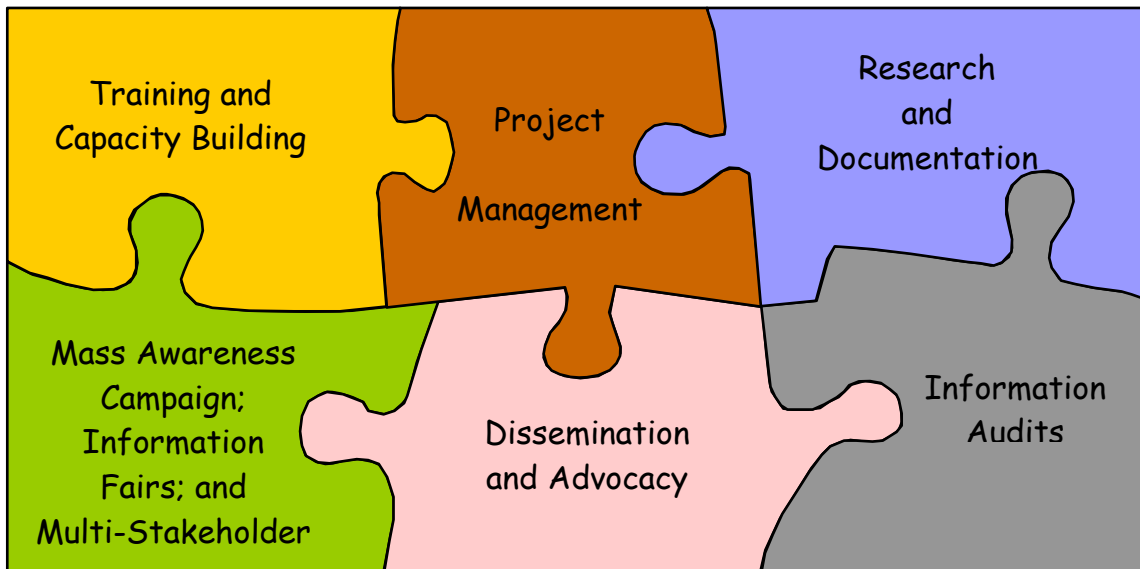 Training and
Capacity Building
Project
Management
Research
and
Documentation
Mass Awareness
Campaign;
Information
Fairs; and
Multi-Stakeholder
Dissemination
and Advocacy
Information
Audits